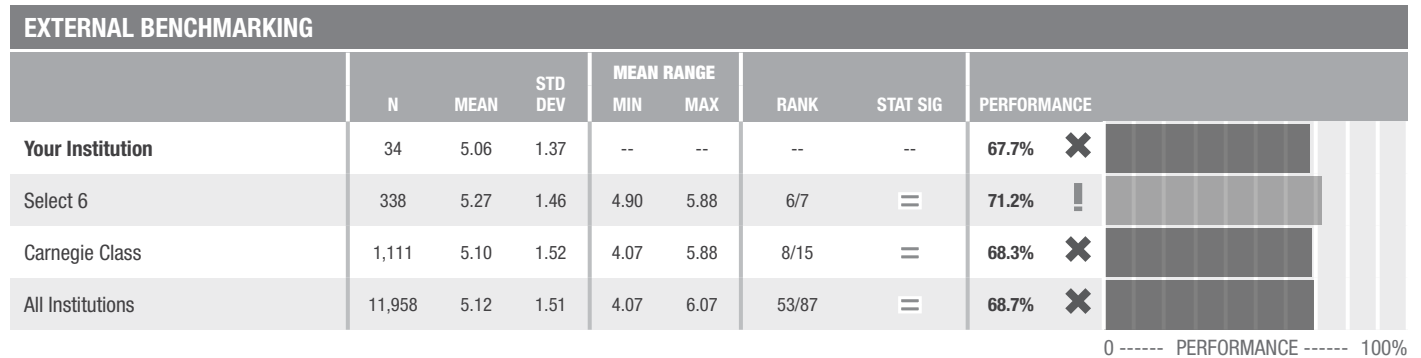 EXTERNAL BENCHMARKING
N MEAN STD DEV MEAN RANGE MIN MAX RANK STAT SIG PERFORMANCE
Your Institution 34 5.06 1.37 -- -- -- -- 67.7%
Select 6 338 5.27 1.46 4.90 5.88 6/7 = 71.2% !
Carnegie Class 1,111 5.10 1.52 4.07 5.88 8/15 = 68.3%
All Institutions 11,958 5.12 1.51 4.07 6.07 53/87 = 68.7%
0 ------ PERFORMANCE ------ 100%